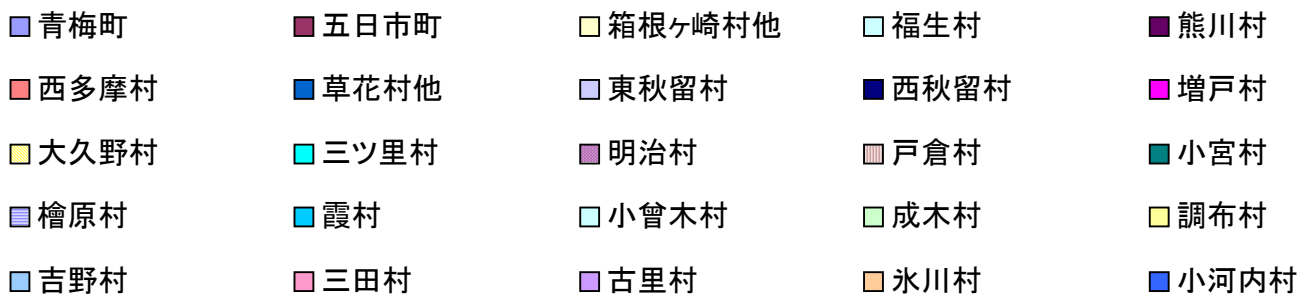 青梅町 五日市町 箱根ヶ崎村他 福生村 熊川村
西多摩村 草花村他 東秋留村 西秋留村 増戸村
大久野村 三ツ里村 明治村 戸倉村 小宮村
檜原村 霞村 小曾木村 成木村 調布村
吉野村 三田村 古里村 氷川村 小河内村